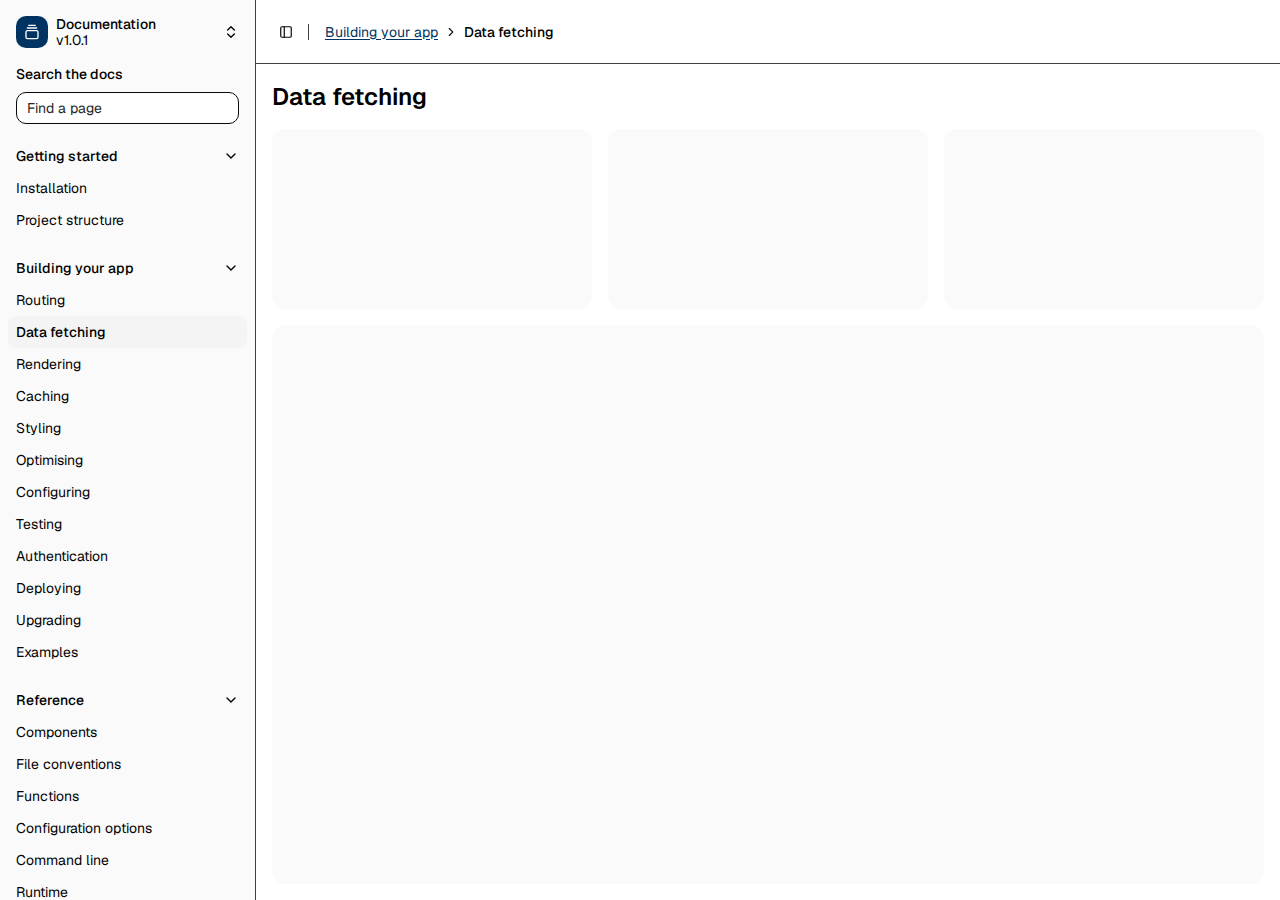 Documentation
v1.0.1
Search the docs
Find a page
Getting started
Installation
Project structure
Building your app
Routing
Data fetching
Rendering
Caching
Styling
Optimising
Configuring
Testing
Authentication
Deploying
Upgrading
Examples
Reference
Components
File conventions
Functions
Configuration options
Command line
Runtime
Building your app > Data fetching
Data fetching